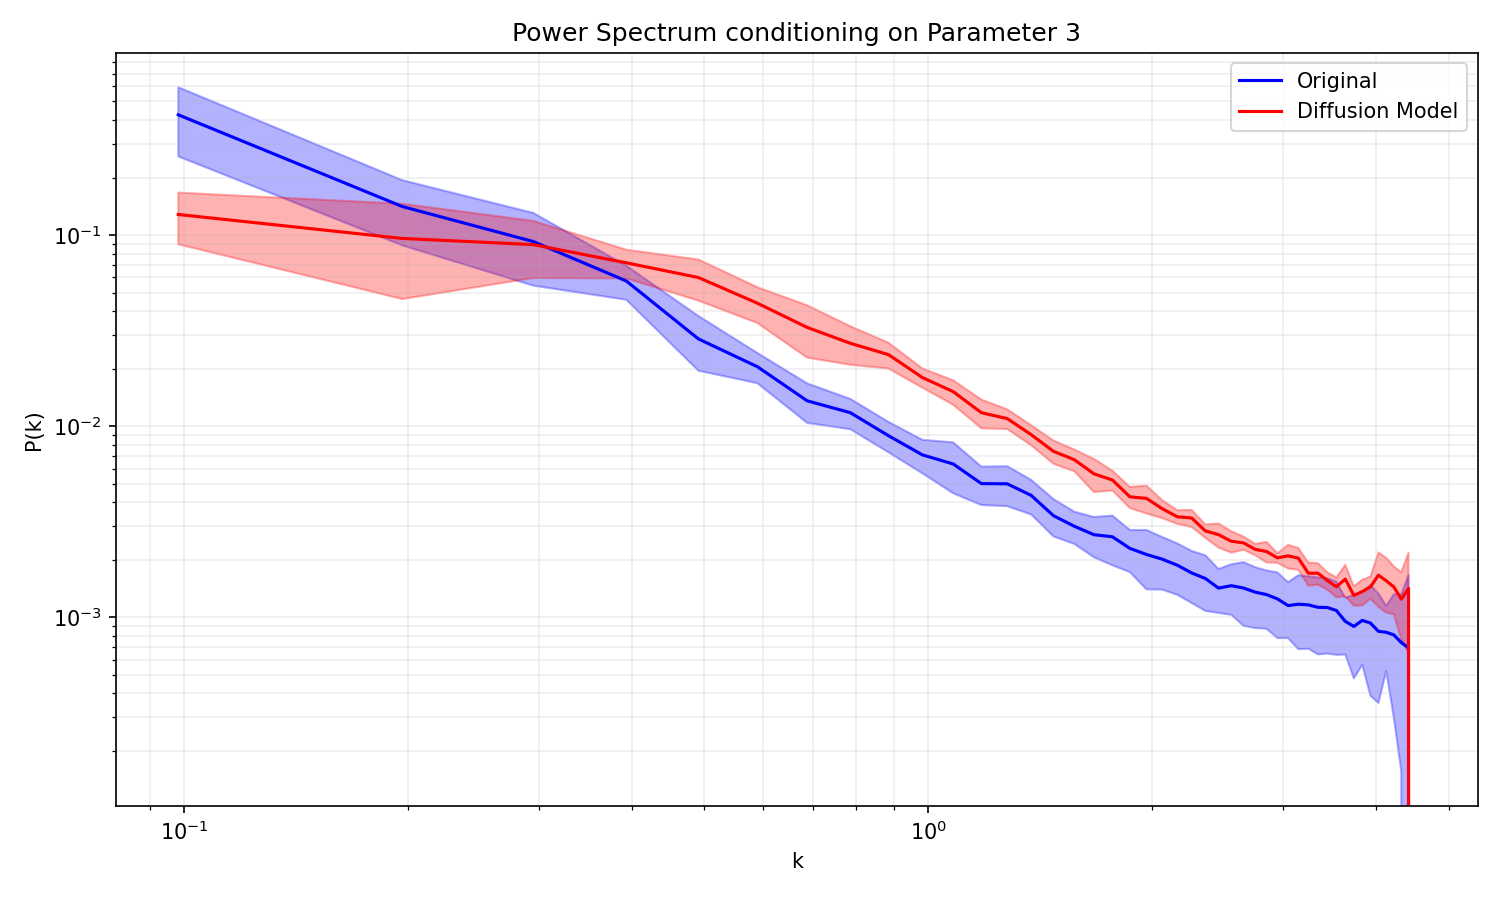 Power Spectrum conditioning on Parameter 3
Original
Diffusion Model
P(k)
10⁻¹
10⁻²
10⁻³
10⁻¹
10⁰
k